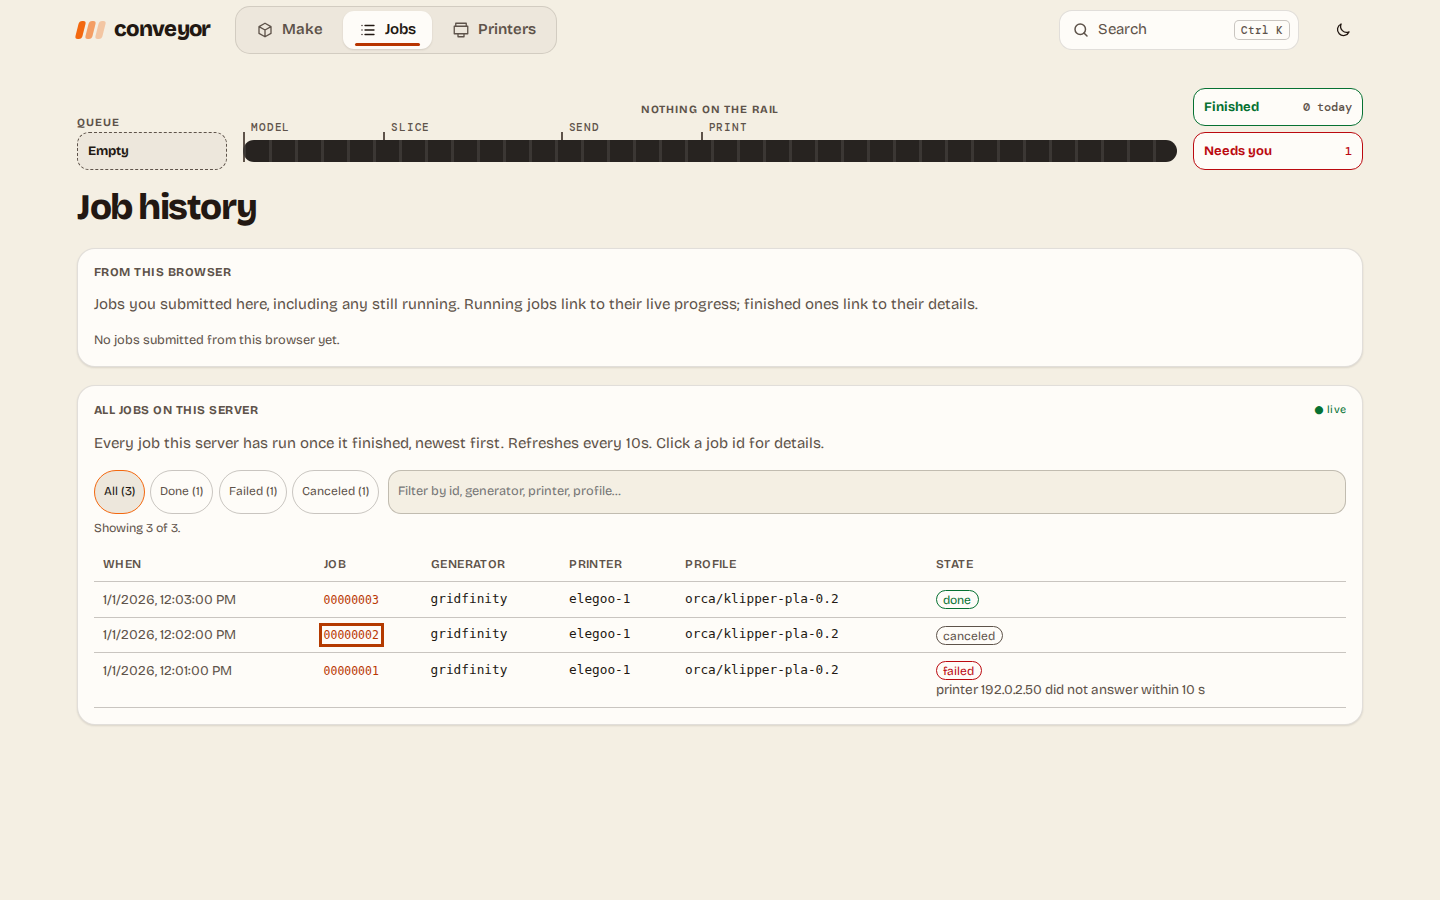 conveyor
Make
Jobs
Printers
Search
Ctrl K
QUEUE
Empty
NOTHING ON THE RAIL
MODEL
SLICE
SEND
PRINT
Finished
0 today
Needs you
1
Job history
FROM THIS BROWSER
Jobs you submitted here, including any still running. Running jobs link to their live progress; finished ones link to their details.
No jobs submitted from this browser yet.
ALL JOBS ON THIS SERVER
live
Every job this server has run once it finished, newest first. Refreshes every 10s. Click a job id for details.
All (3)
Done (1)
Failed (1)
Canceled (1)
Filter by id, generator, printer, profile...
Showing 3 of 3.
WHEN JOB GENERATOR PRINTER PROFILE STATE
1/1/2026, 12:03:00 PM 00000003 gridfinity elegoo-1 orca/klipper-pla-0.2 done
1/1/2026, 12:02:00 PM 00000002 gridfinity elegoo-1 orca/klipper-pla-0.2 canceled
1/1/2026, 12:01:00 PM 00000001 gridfinity elegoo-1 orca/klipper-pla-0.2 failed
printer 192.0.2.50 did not answer within 10 s